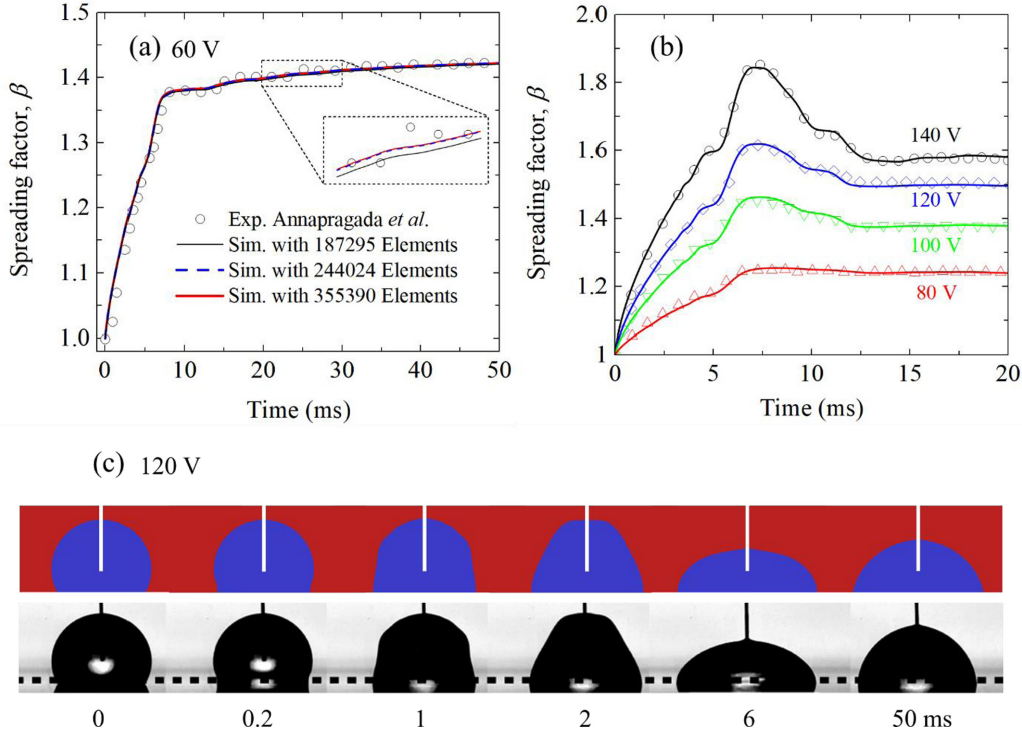 (a) 60 V
Spreading factor, β
1.5
1.4
1.3
1.2
1.1
1.0
Exp. Annapragada et al.
Sim. with 187295 Elements
Sim. with 244024 Elements
Sim. with 355390 Elements
0 10 20 30 40 50
Time (ms)
(b)
Spreading factor, β
2.0
1.8
1.6
1.4
1.2
1
140 V
120 V
100 V
80 V
0 5 10 15 20
Time (ms)
(c) 120 V
0 0.2 1 2 6 50 ms